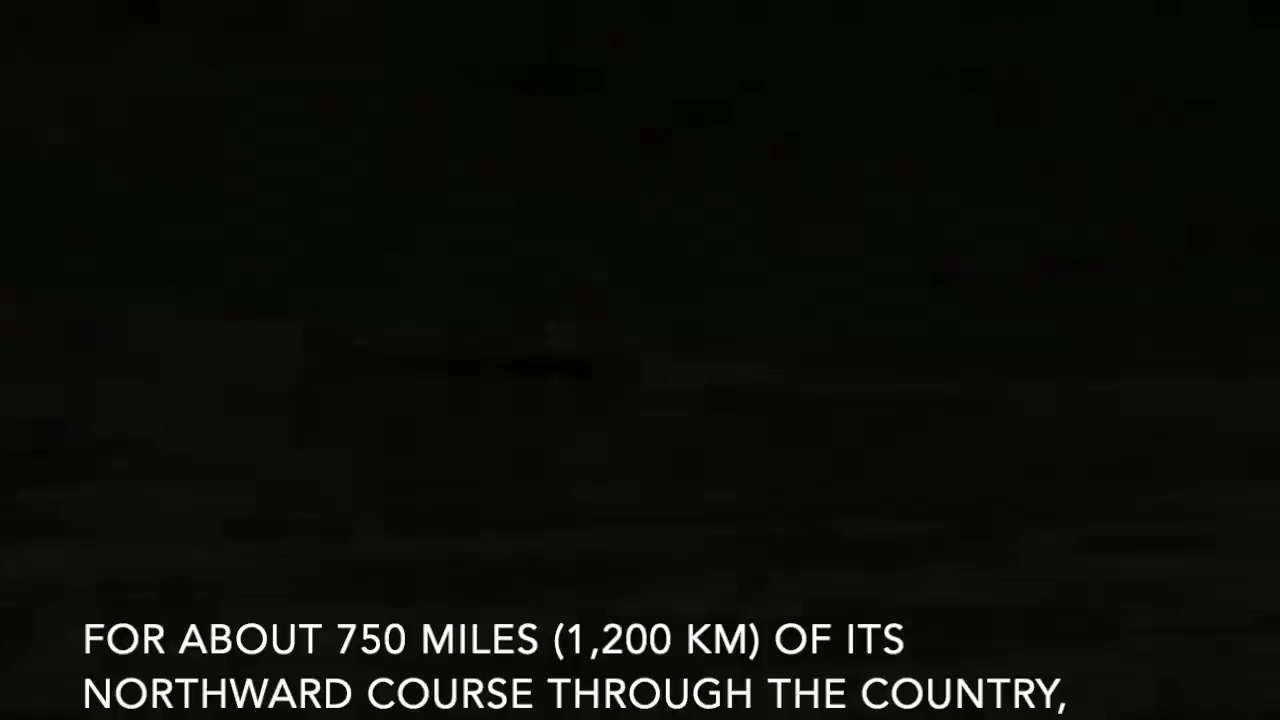 FOR ABOUT 750 MILES (1,200 KM) OF ITS
NORTHWARD COURSE THROUGH THE COUNTRY,